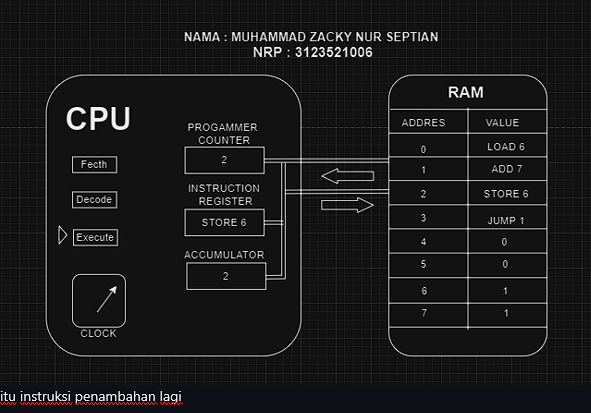 NAMA : MUHAMMAD ZACKY NUR SEPTIAN
NRP : 3123521006
CPU
Fecth
Decode
Execute
CLOCK
PROGAMMER
COUNTER
2
INSTRUCTION
REGISTER
STORE 6
ACCUMULATOR
2
RAM
ADDRES VALUE
0 LOAD 6
1 ADD 7
2 STORE 6
3 JUMP 1
4 0
5 0
6 1
7 1
itu instruksi penambahan lagi